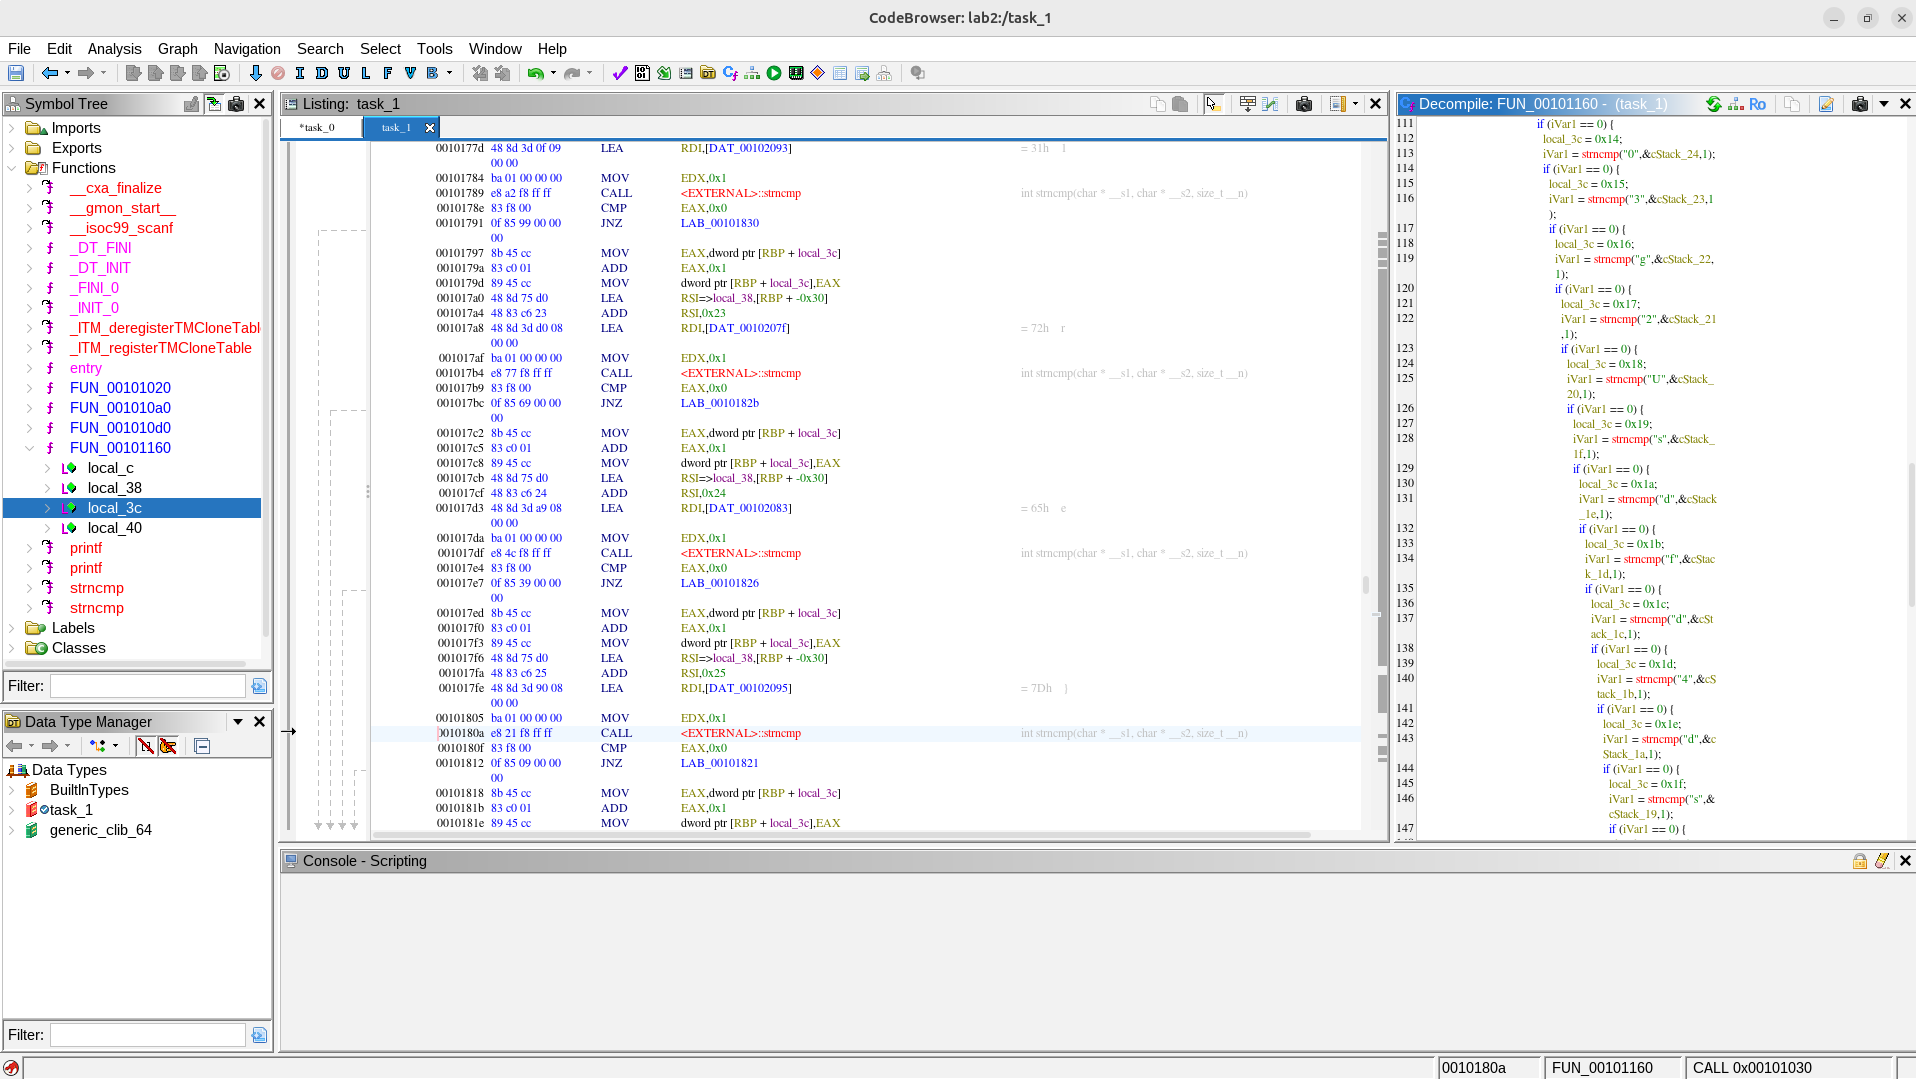 CodeBrowser: lab2:/task_1
File Edit Analysis Graph Navigation Search Select Tools Window Help
I D U L F V B
Symbol Tree
Imports
Exports
Functions
__cxa_finalize
__gmon_start__
__isoc99_scanf
_DT_FINI
_DT_INIT
_FINI_0
_INIT_0
_ITM_deregisterTMCloneTabl
_ITM_registerTMCloneTable
entry
FUN_00101020
FUN_001010a0
FUN_001010d0
FUN_00101160
local_c
local_38
local_3c
local_40
printf
printf
strncmp
strncmp
Labels
Classes
Filter:
Data Type Manager
Data Types
BuiltInTypes
task_1
generic_clib_64
Filter:
Listing: task_1
*task_0 task_1
0010177d 48 8d 3d 0f 09 LEA RDI,[DAT_00102093] = 31h 1
00 00
00101784 ba 01 00 00 00 MOV EDX,0x1
00101789 e8 a2 f8 ff ff CALL <EXTERNAL>::strncmp int strncmp(char * __s1, char * __s2, size_t __n)
0010178e 83 f8 00 CMP EAX,0x0
00101791 0f 85 99 00 00 JNZ LAB_00101830
00
00101797 8b 45 cc MOV EAX,dword ptr [RBP + local_3c]
0010179a 83 c0 01 ADD EAX,0x1
0010179d 89 45 cc MOV dword ptr [RBP + local_3c],EAX
001017a0 48 8d 75 d0 LEA RSI=>local_38,[RBP + -0x30]
001017a4 48 83 c6 23 ADD RSI,0x23
001017a8 48 8d 3d d0 08 LEA RDI,[DAT_0010207f] = 72h r
00 00
001017af ba 01 00 00 00 MOV EDX,0x1
001017b4 e8 77 f8 ff ff CALL <EXTERNAL>::strncmp int strncmp(char * __s1, char * __s2, size_t __n)
001017b9 83 f8 00 CMP EAX,0x0
001017bc 0f 85 69 00 00 JNZ LAB_0010182b
00
001017c2 8b 45 cc MOV EAX,dword ptr [RBP + local_3c]
001017c5 83 c0 01 ADD EAX,0x1
001017c8 89 45 cc MOV dword ptr [RBP + local_3c],EAX
001017cb 48 8d 75 d0 LEA RSI=>local_38,[RBP + -0x30]
001017cf 48 83 c6 24 ADD RSI,0x24
001017d3 48 8d 3d a9 08 LEA RDI,[DAT_00102083] = 65h e
00 00
001017da ba 01 00 00 00 MOV EDX,0x1
001017df e8 4c f8 ff ff CALL <EXTERNAL>::strncmp int strncmp(char * __s1, char * __s2, size_t __n)
001017e4 83 f8 00 CMP EAX,0x0
001017e7 0f 85 39 00 00 JNZ LAB_00101826
00
001017ed 8b 45 cc MOV EAX,dword ptr [RBP + local_3c]
001017f0 83 c0 01 ADD EAX,0x1
001017f3 89 45 cc MOV dword ptr [RBP + local_3c],EAX
001017f6 48 8d 75 d0 LEA RSI=>local_38,[RBP + -0x30]
001017fa 48 83 c6 25 ADD RSI,0x25
001017fe 48 8d 3d 90 08 LEA RDI,[DAT_00102095] = 7Dh }
00 00
00101805 ba 01 00 00 00 MOV EDX,0x1
0010180a e8 21 f8 ff ff CALL <EXTERNAL>::strncmp int strncmp(char * __s1, char * __s2, size_t __n)
0010180f 83 f8 00 CMP EAX,0x0
00101812 0f 85 09 00 00 JNZ LAB_00101821
00
00101818 8b 45 cc MOV EAX,dword ptr [RBP + local_3c]
0010181b 83 c0 01 ADD EAX,0x1
0010181e 89 45 cc MOV dword ptr [RBP + local_3c],EAX
Decompile: FUN_00101160 - (task_1)
Ro
111 if (iVar1 == 0) {
112 local_3c = 0x14;
113 iVar1 = strncmp("0",&cStack_24,1);
114 if (iVar1 == 0) {
115 local_3c = 0x15;
116 iVar1 = strncmp("3",&cStack_23,1
);
117 if (iVar1 == 0) {
118 local_3c = 0x16;
119 iVar1 = strncmp("g",&cStack_22,
1);
120 if (iVar1 == 0) {
121 local_3c = 0x17;
122 iVar1 = strncmp("2",&cStack_21
,1);
123 if (iVar1 == 0) {
124 local_3c = 0x18;
125 iVar1 = strncmp("U",&cStack_
20,1);
126 if (iVar1 == 0) {
127 local_3c = 0x19;
128 iVar1 = strncmp("s",&cStack_
1f,1);
129 if (iVar1 == 0) {
130 local_3c = 0x1a;
131 iVar1 = strncmp("d",&cStack
_1e,1);
132 if (iVar1 == 0) {
133 local_3c = 0x1b;
134 iVar1 = strncmp("f",&cStac
k_1d,1);
135 if (iVar1 == 0) {
136 local_3c = 0x1c;
137 iVar1 = strncmp("d",&cSt
ack_1c,1);
138 if (iVar1 == 0) {
139 local_3c = 0x1d;
140 iVar1 = strncmp("4",&cS
tack_1b,1);
141 if (iVar1 == 0) {
142 local_3c = 0x1e;
143 iVar1 = strncmp("d",&c
Stack_1a,1);
144 if (iVar1 == 0) {
145 local_3c = 0x1f;
146 iVar1 = strncmp("s",&
cStack_19,1);
147 if (iVar1 == 0) {
Console - Scripting
0010180a FUN_00101160 CALL 0x00101030